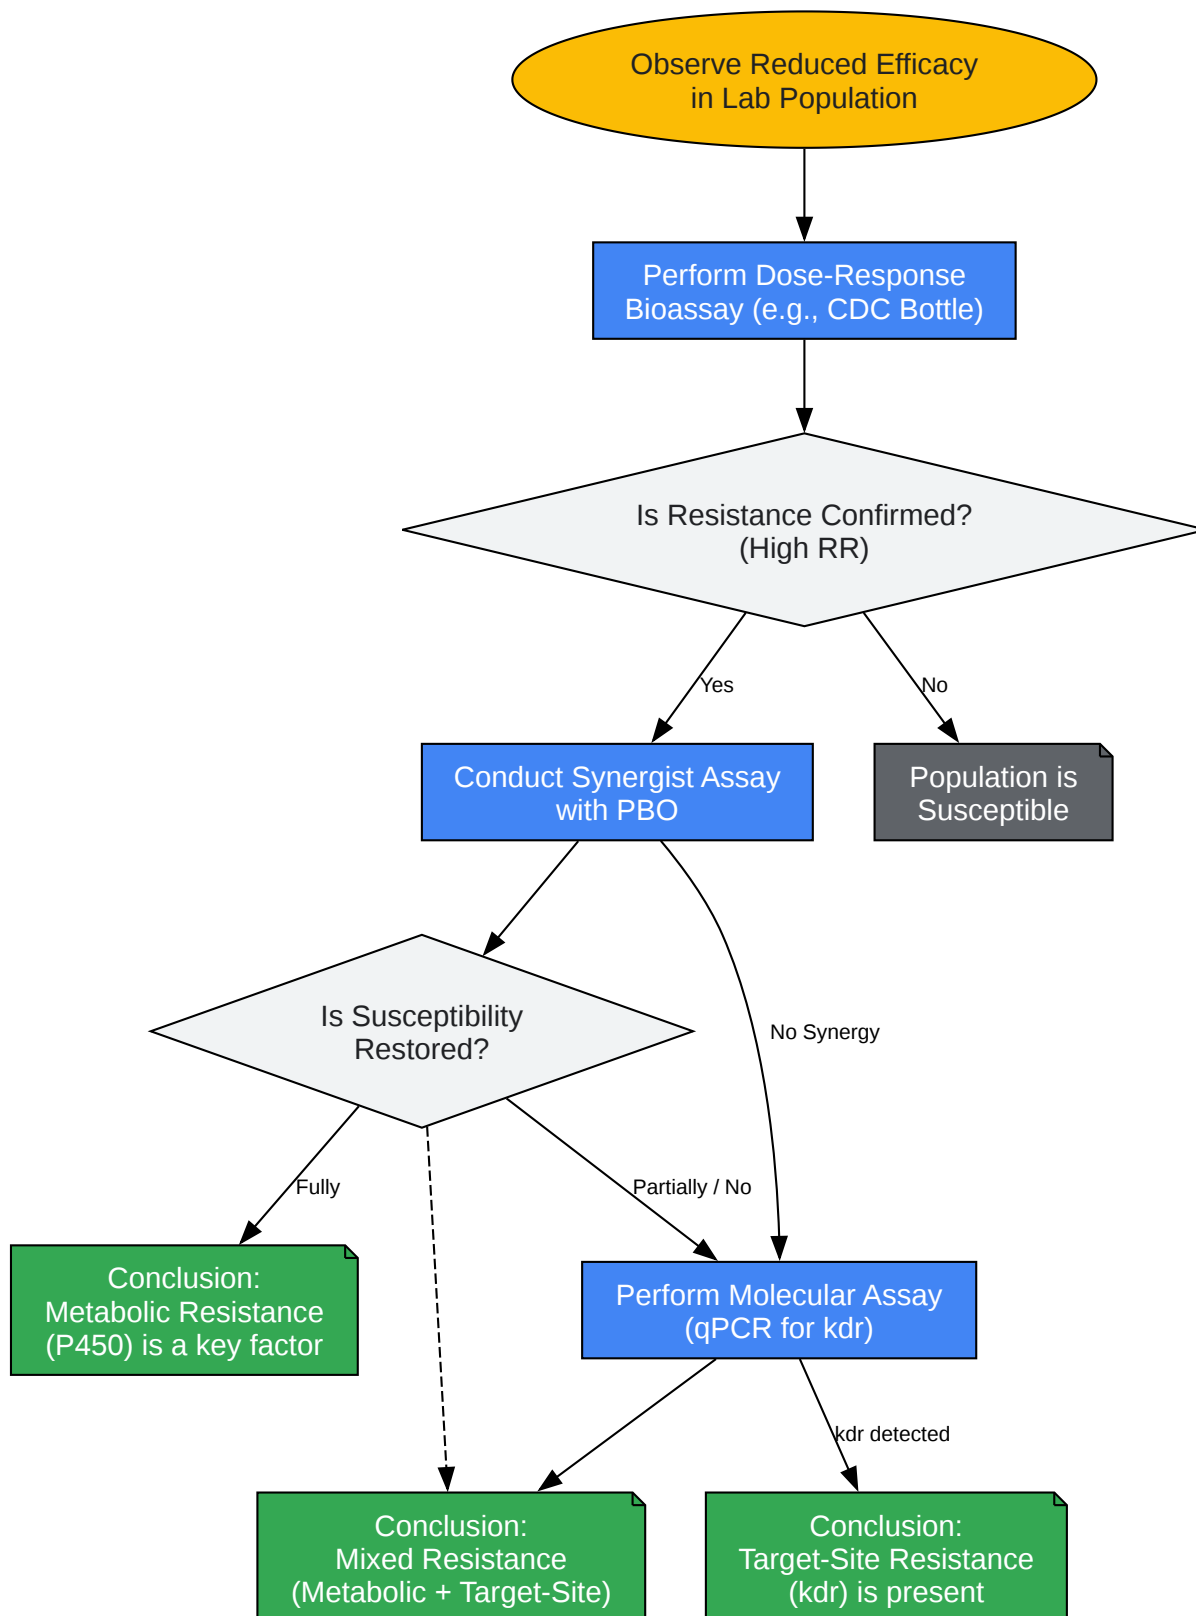 Observe Reduced Efficacy
in Lab Population
Perform Dose-Response
Bioassay (e.g., CDC Bottle)
Is Resistance Confirmed?
(High RR)
Yes
No
Conduct Synergist Assay
with PBO
Population is
Susceptible
Is Susceptibility
Restored?
No Synergy
Fully
Partially / No
Conclusion:
Metabolic Resistance
(P450) is a key factor
Perform Molecular Assay
(qPCR for kdr)
kdr detected
Conclusion:
Mixed Resistance
(Metabolic + Target-Site)
Conclusion:
Target-Site Resistance
(kdr) is present